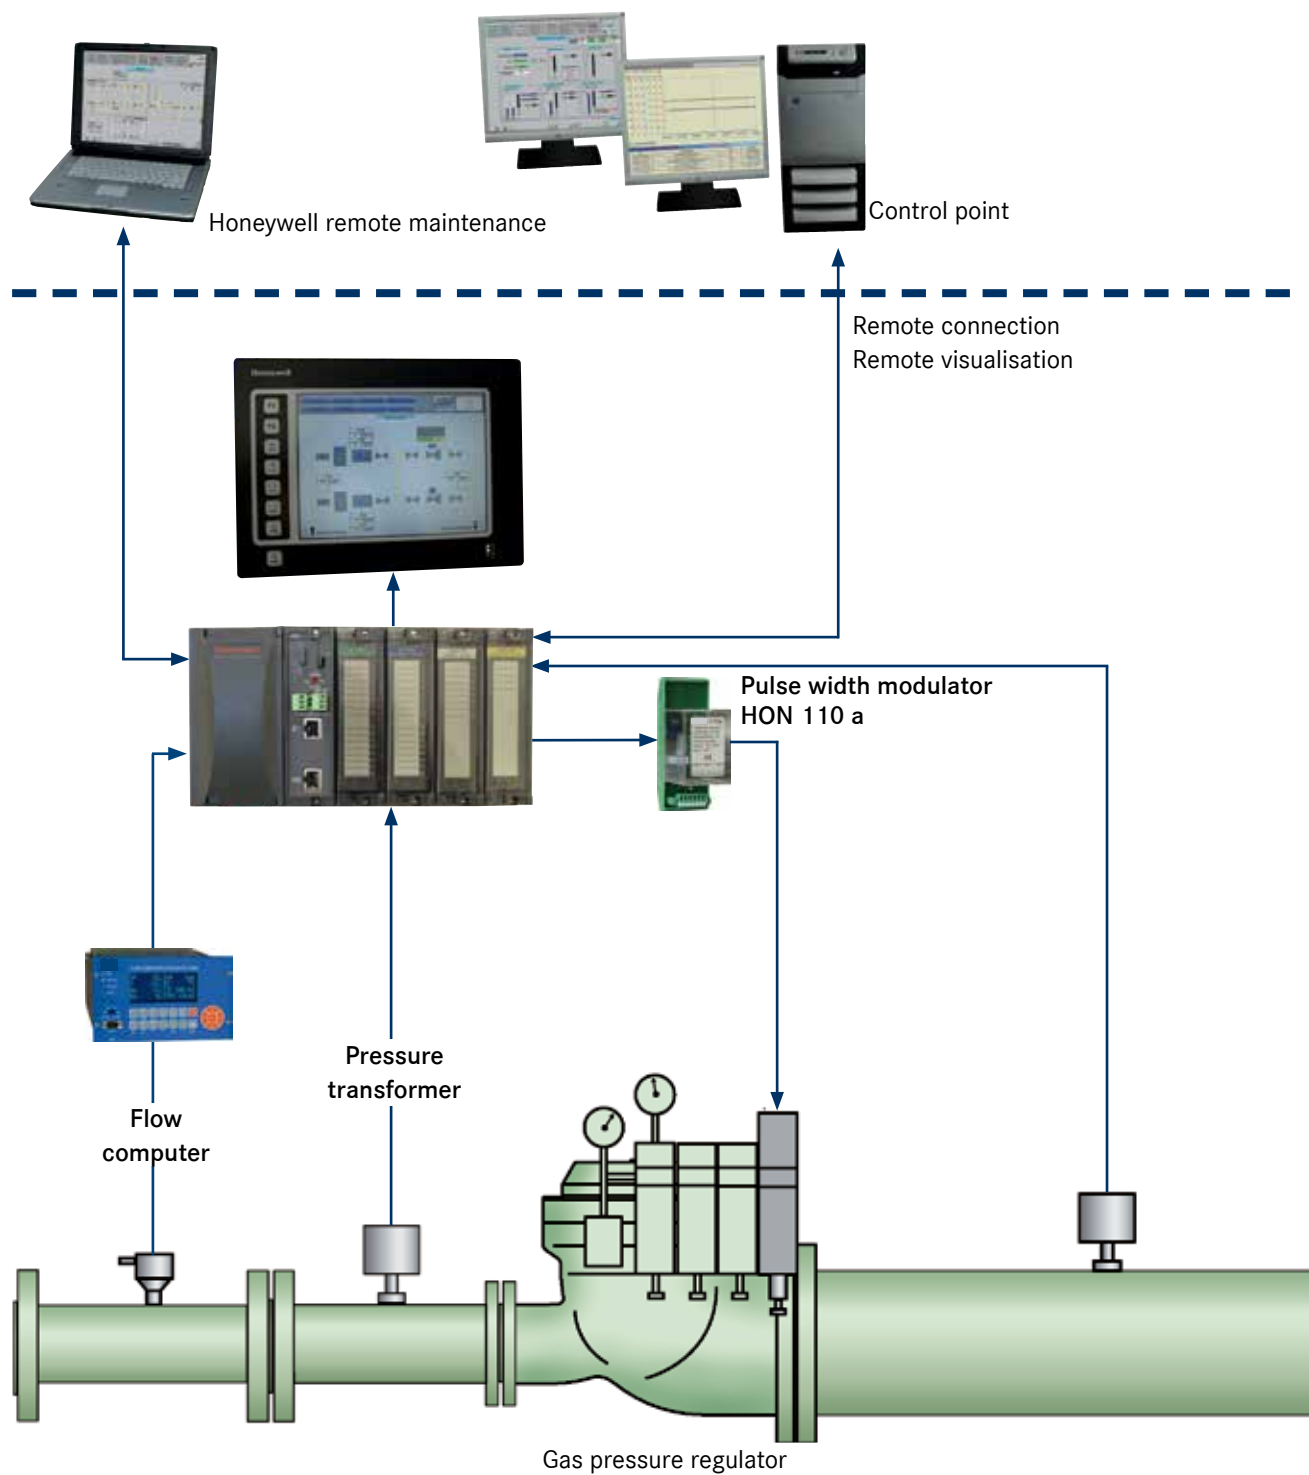 Honeywell remote maintenance
Control point
Remote connection
Remote visualisation
Honeywell
Pulse width modulator
HON 110 a
Pressure
transformer
Flow
computer
Gas pressure regulator